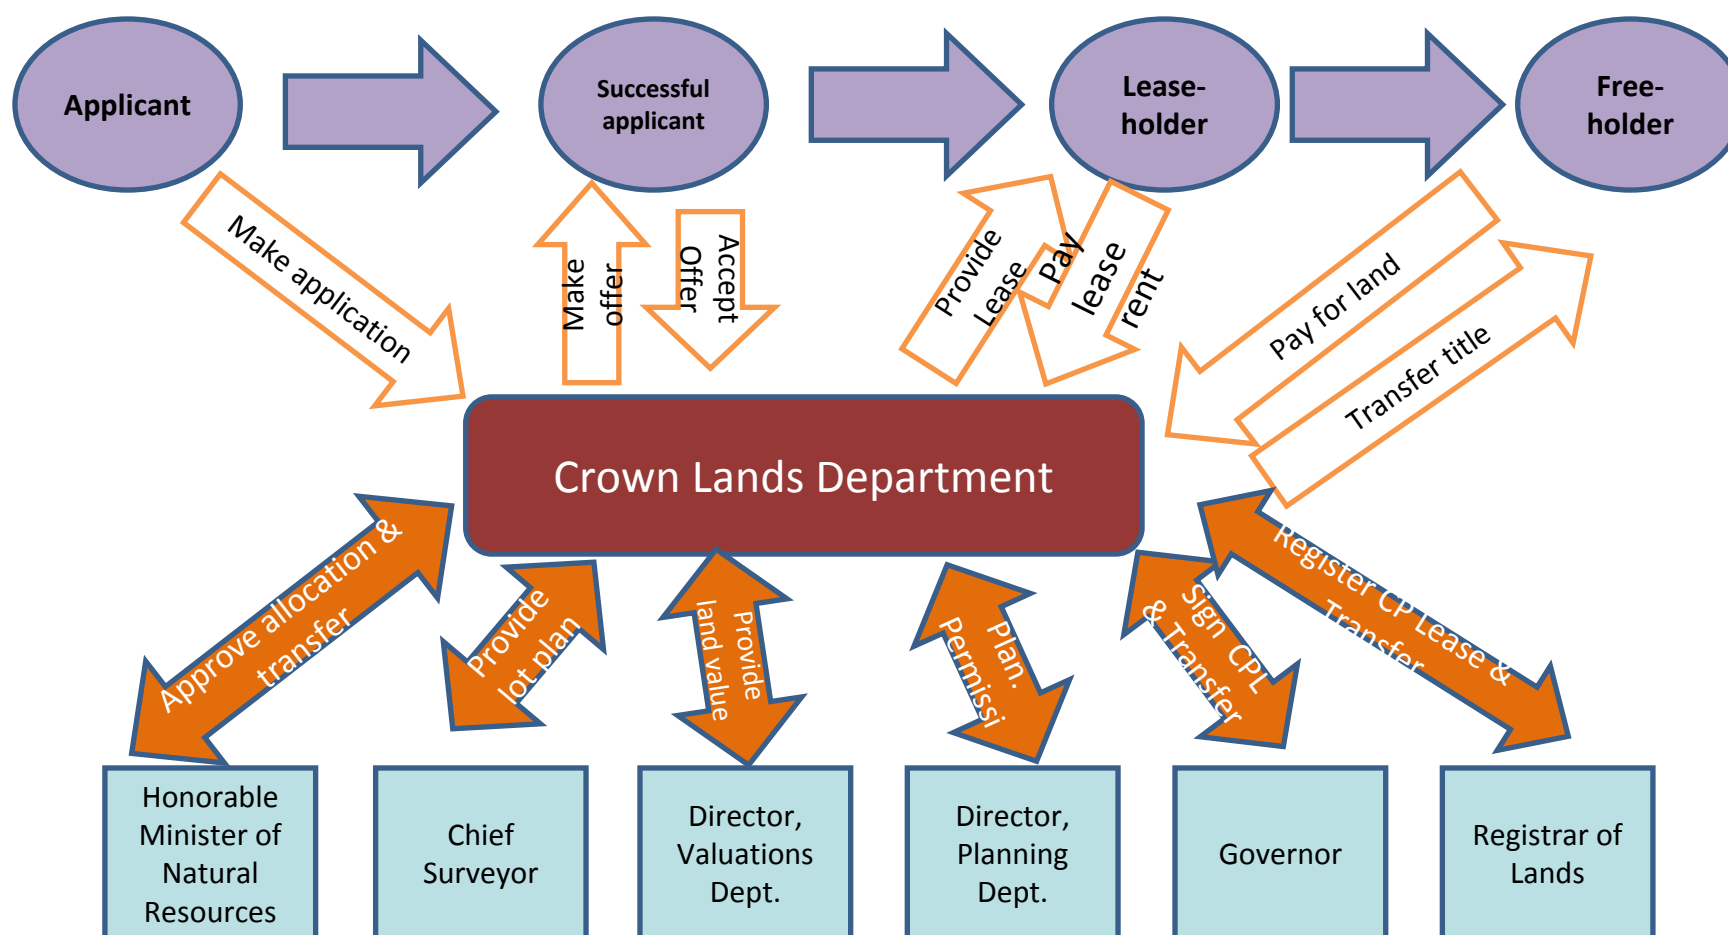 Applicant
Successful
applicant
Lease-
holder
Free-
holder
Make application
Make
offer
Accept
Offer
Provide
Lease
Pay
lease
rent
Pay for land
Transfer title
Crown Lands Department
Approve allocation &
transfer
Provide
lot plan
Provide
land value
Plan.
Permissi
Sign CPL
& Transfer
Register CP Lease &
Transfer
Honorable
Minister of
Natural
Resources
Chief
Surveyor
Director,
Valuations
Dept.
Director,
Planning
Dept.
Governor
Registrar of
Lands